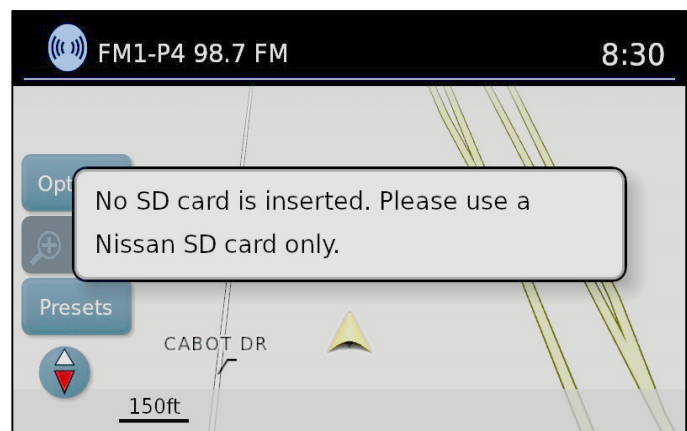 FM1-P4 98.7 FM
8:30
Opt
No SD card is inserted. Please use a
Nissan SD card only.
Presets
CABOT DR
150ft